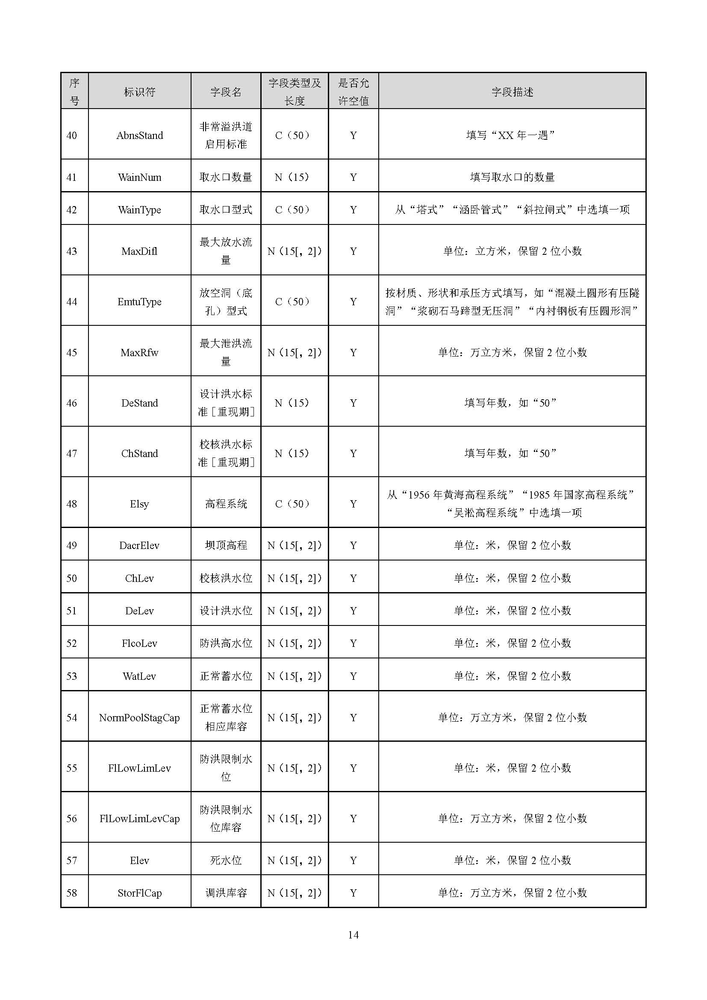 序号 标识符 字段名 字段类型及长度 是否允许空值 字段描述
40 AbnsStand 非常溢洪道启用标准 C（50） Y 填写“XX 年一遇”
41 WainNum 取水口数量 N（15） Y 填写取水口的数量
42 WainType 取水口型式 C（50） Y 从“塔式”“涵卧管式”“斜拉闸式”中选填一项
43 MaxDifl 最大放水流量 N（15[，2]） Y 单位：立方米，保留 2 位小数
44 EmtuType 放空洞（底孔）型式 C（50） Y 按材质、形状和承压方式填写，如“混凝土圆形有压隧洞”“浆砌石马蹄型无压洞”“内衬钢板有压圆形洞”
45 MaxRfw 最大泄洪流量 N（15[，2]） Y 单位：万立方米，保留 2 位小数
46 DeStand 设计洪水标准［重现期］ N（15） Y 填写年数，如“50”
47 ChStand 校核洪水标准［重现期］ N（15） Y 填写年数，如“50”
48 Elsy 高程系统 C（50） Y 从“1956 年黄海高程系统”“1985 年国家高程系统”“吴淞高程系统”中选填一项
49 DacrElev 坝顶高程 N（15[，2]） Y 单位：米，保留 2 位小数
50 ChLev 校核洪水位 N（15[，2]） Y 单位：米，保留 2 位小数
51 DeLev 设计洪水位 N（15[，2]） Y 单位：米，保留 2 位小数
52 FlcoLev 防洪高水位 N（15[，2]） Y 单位：米，保留 2 位小数
53 WatLev 正常蓄水位 N（15[，2]） Y 单位：米，保留 2 位小数
54 NormPoolStagCap 正常蓄水位相应库容 N（15[，2]） Y 单位：万立方米，保留 2 位小数
55 FlLowLimLev 防洪限制水位 N（15[，2]） Y 单位：米，保留 2 位小数
56 FlLowLimLevCap 防洪限制水位库容 N（15[，2]） Y 单位：万立方米，保留 2 位小数
57 Elev 死水位 N（15[，2]） Y 单位：米，保留 2 位小数
58 StorFlCap 调洪库容 N（15[，2]） Y 单位：万立方米，保留 2 位小数
14